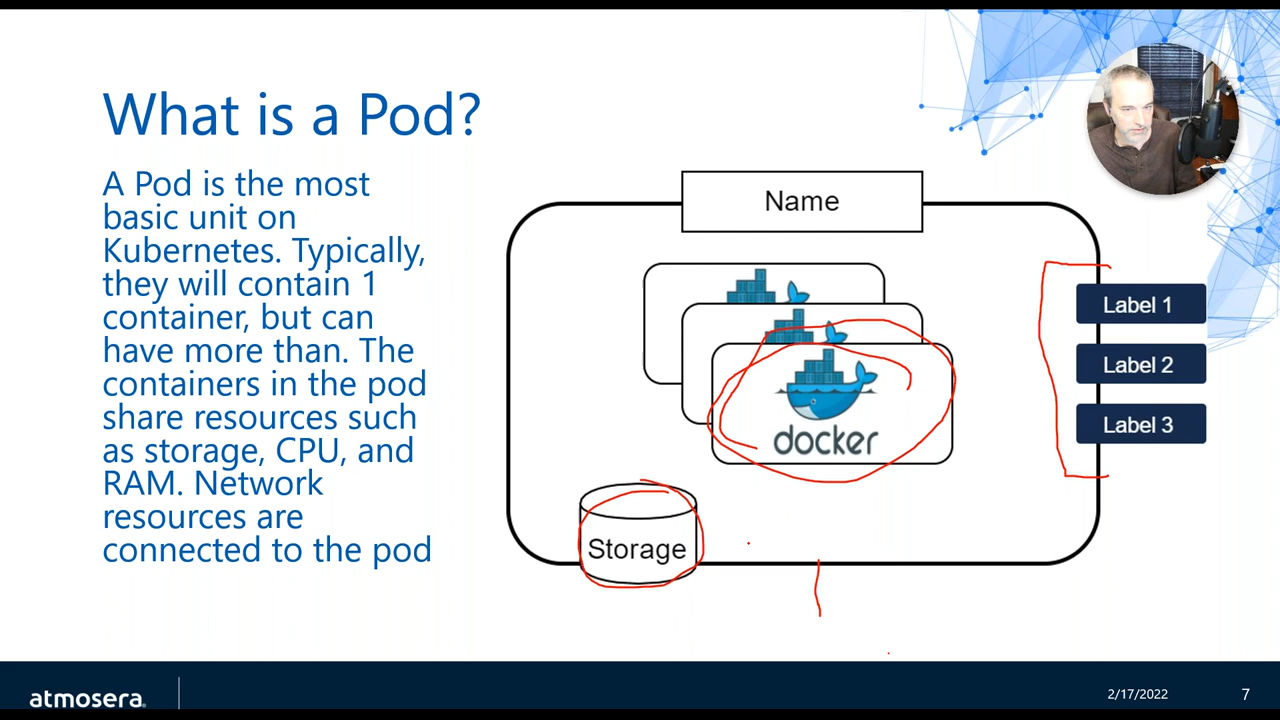 What is a Pod?
A Pod is the most
basic unit on
Kubernetes. Typically,
they will contain 1
container, but can
have more than. The
containers in the pod
share resources such
as storage, CPU, and
RAM. Network
resources are
connected to the pod
Name
docker
Storage
Label 1
Label 2
Label 3
atmosera
2/17/2022
7